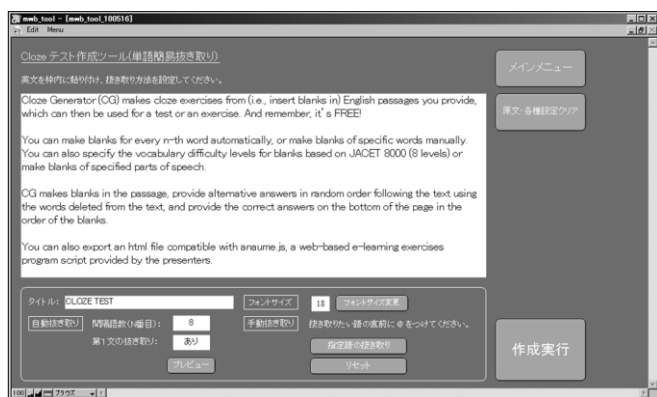 mwb_tool - [mwb_tool_100516]
Edit Menu
Cloze テスト作成ツール(単語簡易抜き取り)
英文を枠内に貼り付け、抜き取り方法を設定してください。
メインメニュー
原文・各種設定クリア
Cloze Generator (CG) makes cloze exercises from (i.e., insert blanks in) English passages you provide,
which can then be used for a test or an exercise. And remember, it's FREE!
You can make blanks for every n-th word automatically, or make blanks of specific words manually.
You can also specify the vocabulary difficulty levels for blanks based on JACET 8000 (8 levels) or
make blanks of specified parts of speech.
CG makes blanks in the passage, provide alternative answers in random order following the text using
the words deleted from the text, and provide the correct answers on the bottom of the page in the
order of the blanks.
You can also export an html file compatible with anaume.js, a web-based e-learning exercises
program script provided by the presenters.
タイトル: CLOZE TEST
フォントサイズ 18 フォントサイズ変更
自動抜き取り 間隔語数(N番目): 8
手動抜き取り 抜き取りたい語の直前に @ をつけてください。
第1文の抜き取り: あり
指定語の抜き取り
プレビュー
リセット
作成実行
100 ブラウズ